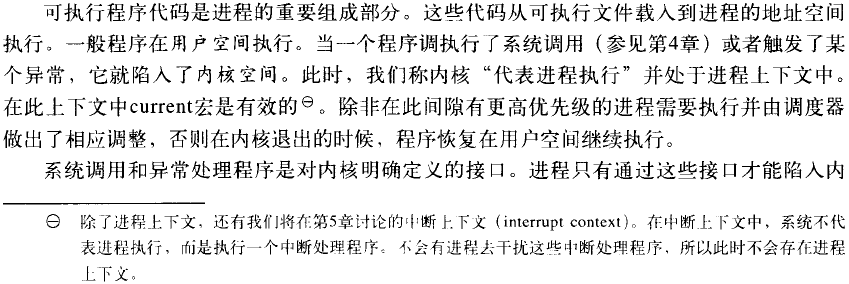 可执行程序代码是进程的重要组成部分。这些代码从可执行文件载入到进程的地址空间
执行。一般程序在用户空间执行。当一个程序调执行了系统调用（参见第4章）或者触发了某
个异常，它就陷入了内核空间。此时，我们称内核“代表进程执行”并处于进程上下文中。
在此上下文中current宏是有效的㊀。除非在此间隙有更高优先级的进程需要执行并由调度器
做出了相应调整，否则在内核退出的时候，程序恢复在用户空间继续执行。
系统调用和异常处理程序是对内核明确定义的接口。进程只有通过这些接口才能陷入内
㊀ 除了进程上下文，还有我们将在第5章讨论的中断上下文（interrupt context）。在中断上下文中，系统不代
表进程执行，而是执行一个中断处理程序。不会有进程去干扰这些中断处理程序，所以此时不会存在进程
上下文。